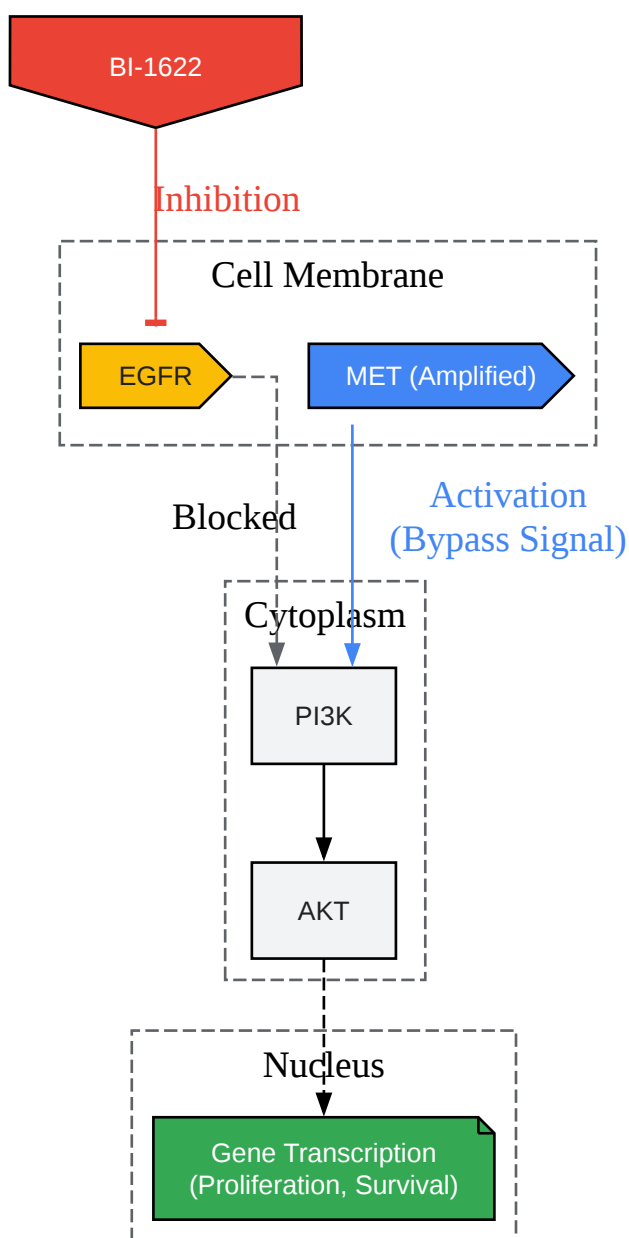 BI-1622
Inhibition
Cell Membrane
EGFR
MET (Amplified)
Blocked
Activation
(Bypass Signal)
Cytoplasm
PI3K
AKT
Nucleus
Gene Transcription
(Proliferation, Survival)